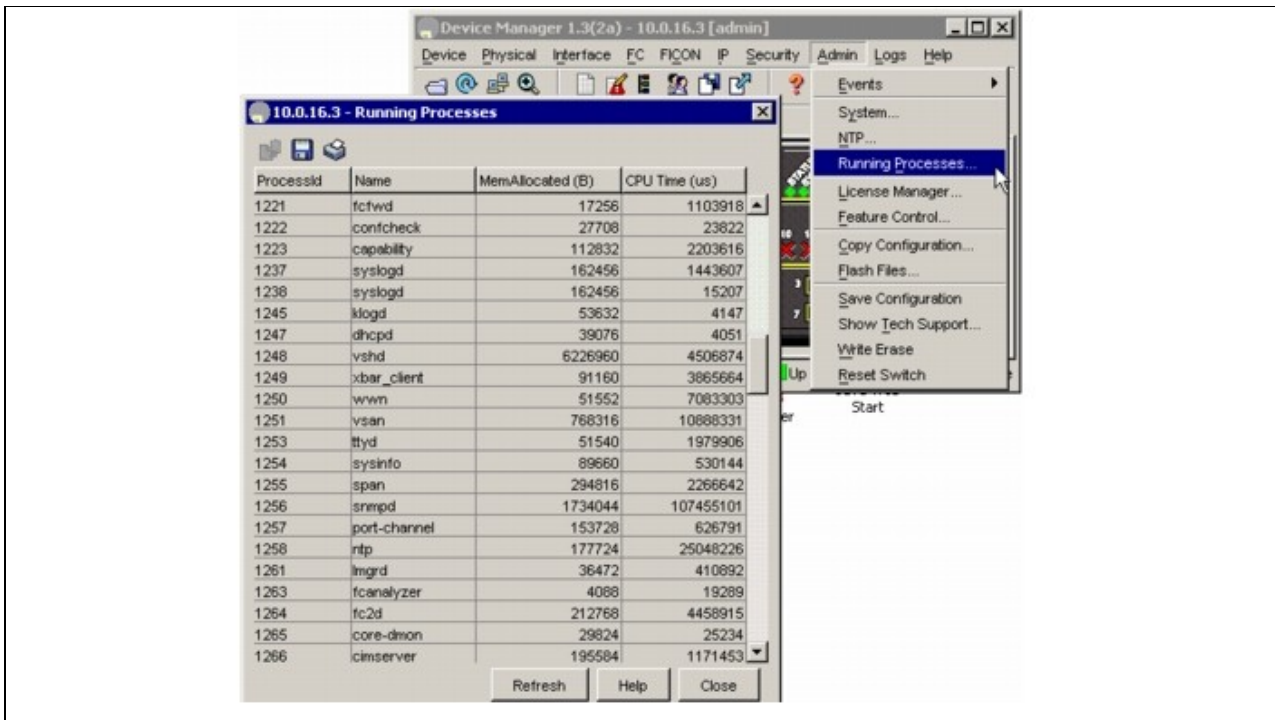 Device Manager 1.3(2a) - 10.0.16.3 [admin]
Device Physical Interface FC FICON IP Security Admin Logs Help
Events
System...
NTP...
Running Processes...
License Manager...
Feature Control...
Copy Configuration...
Flash Files...
Save Configuration
Show Tech Support...
Write Erase
Reset Switch
Up
Start
10.0.16.3 - Running Processes
ProcessId Name MemAllocated (B) CPU Time (us)
1221 fcfwd 17256 1103918
1222 confcheck 27708 23822
1223 capability 112832 2203616
1237 syslogd 162456 1443607
1238 syslogd 162456 15207
1245 klogd 53632 4147
1247 dhcpd 39076 4051
1248 vshd 6226960 4506874
1249 xbar_client 91160 3865664
1250 wwn 51552 7083303
1251 vsan 768316 10888331
1253 ttyd 51540 1979906
1254 sysinfo 89660 530144
1255 span 294816 2266642
1256 snmpd 1734044 107455101
1257 port-channel 153728 626791
1258 ntp 177724 25048226
1261 lmgrd 36472 410892
1263 fcanalyzer 4088 19289
1264 fc2d 212768 4458915
1265 core-dmon 29824 25234
1266 cimserver 195584 1171453
Refresh Help Close